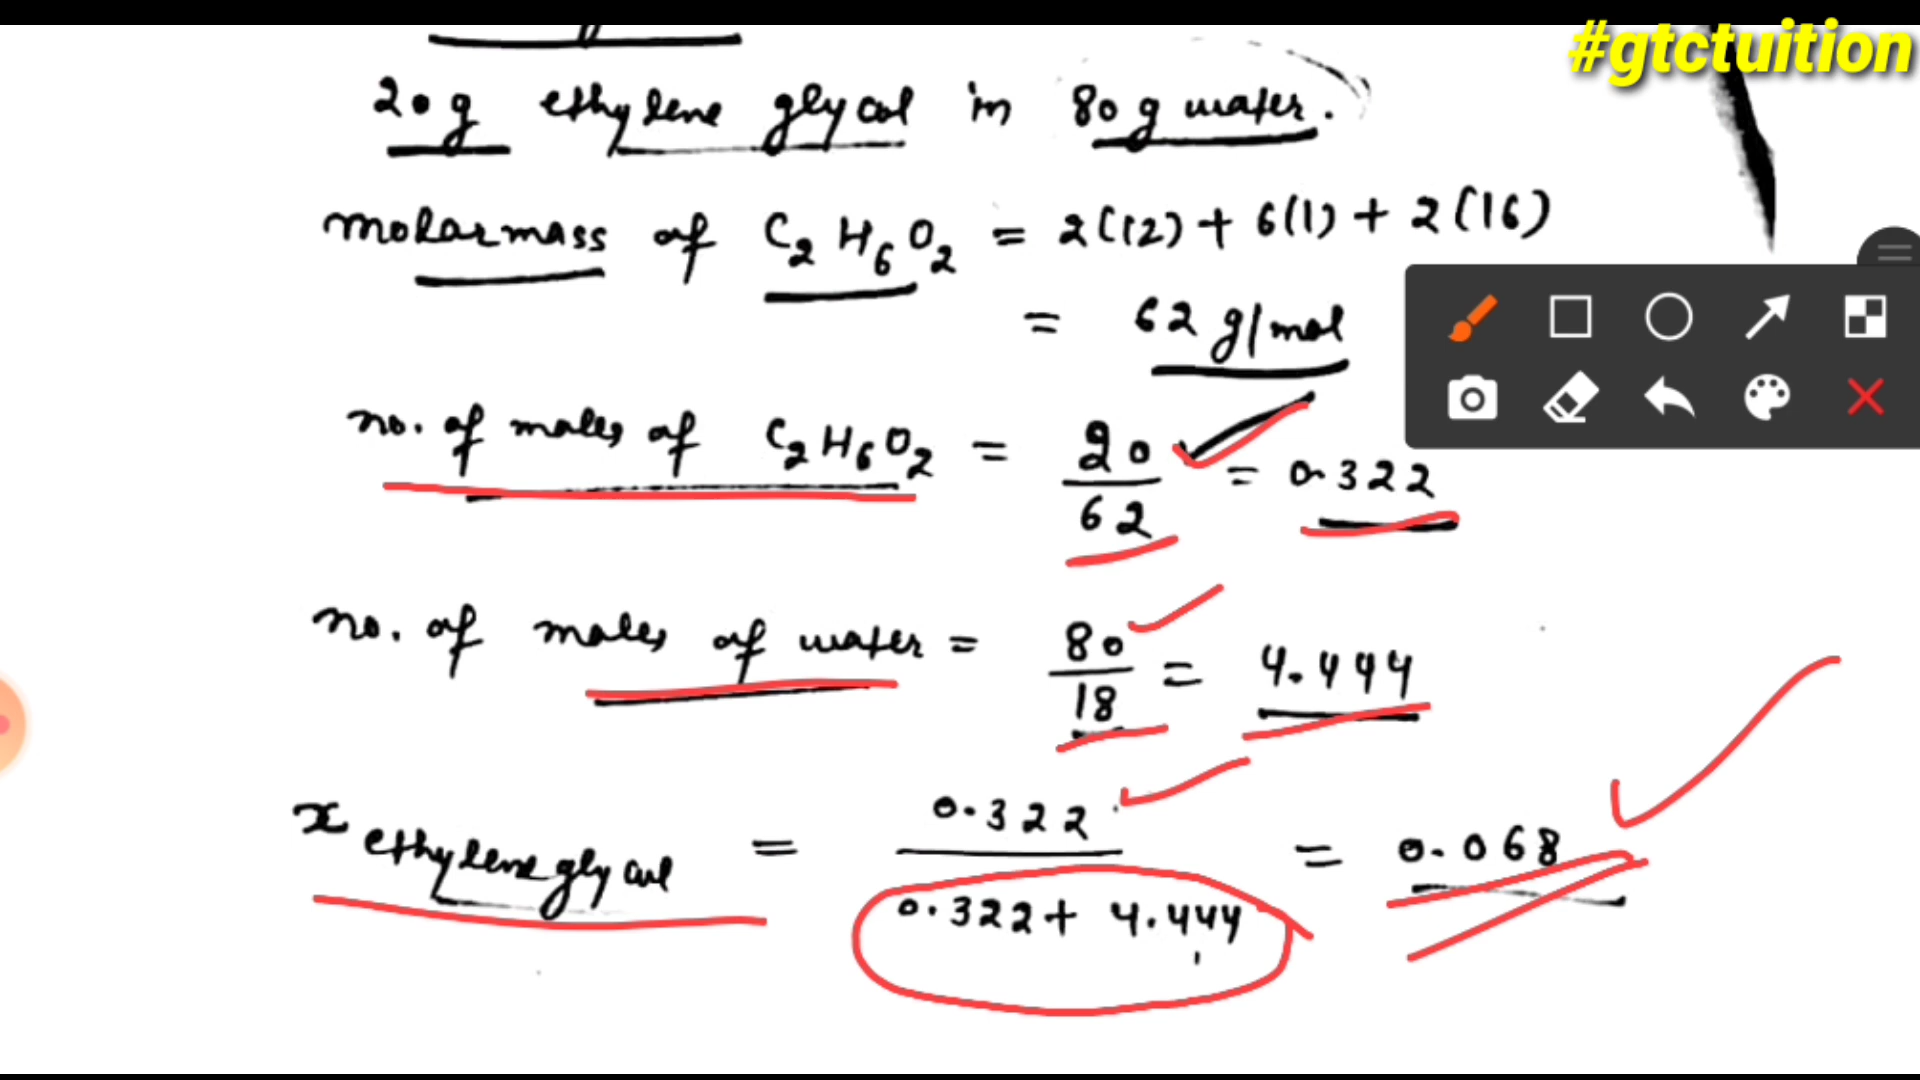 #gtctuition
20g ethylene glycol in 80g water.
molarmass of C₂H₆O₂ = 2(12) + 6(1) + 2(16)
= 62 g/mol
no. of moles of C₂H₆O₂ = 20/62 = 0.322
no. of moles of water = 80/18 = 4.444
x ethylene glycol = 0.322/0.322 + 4.444 = 0.068